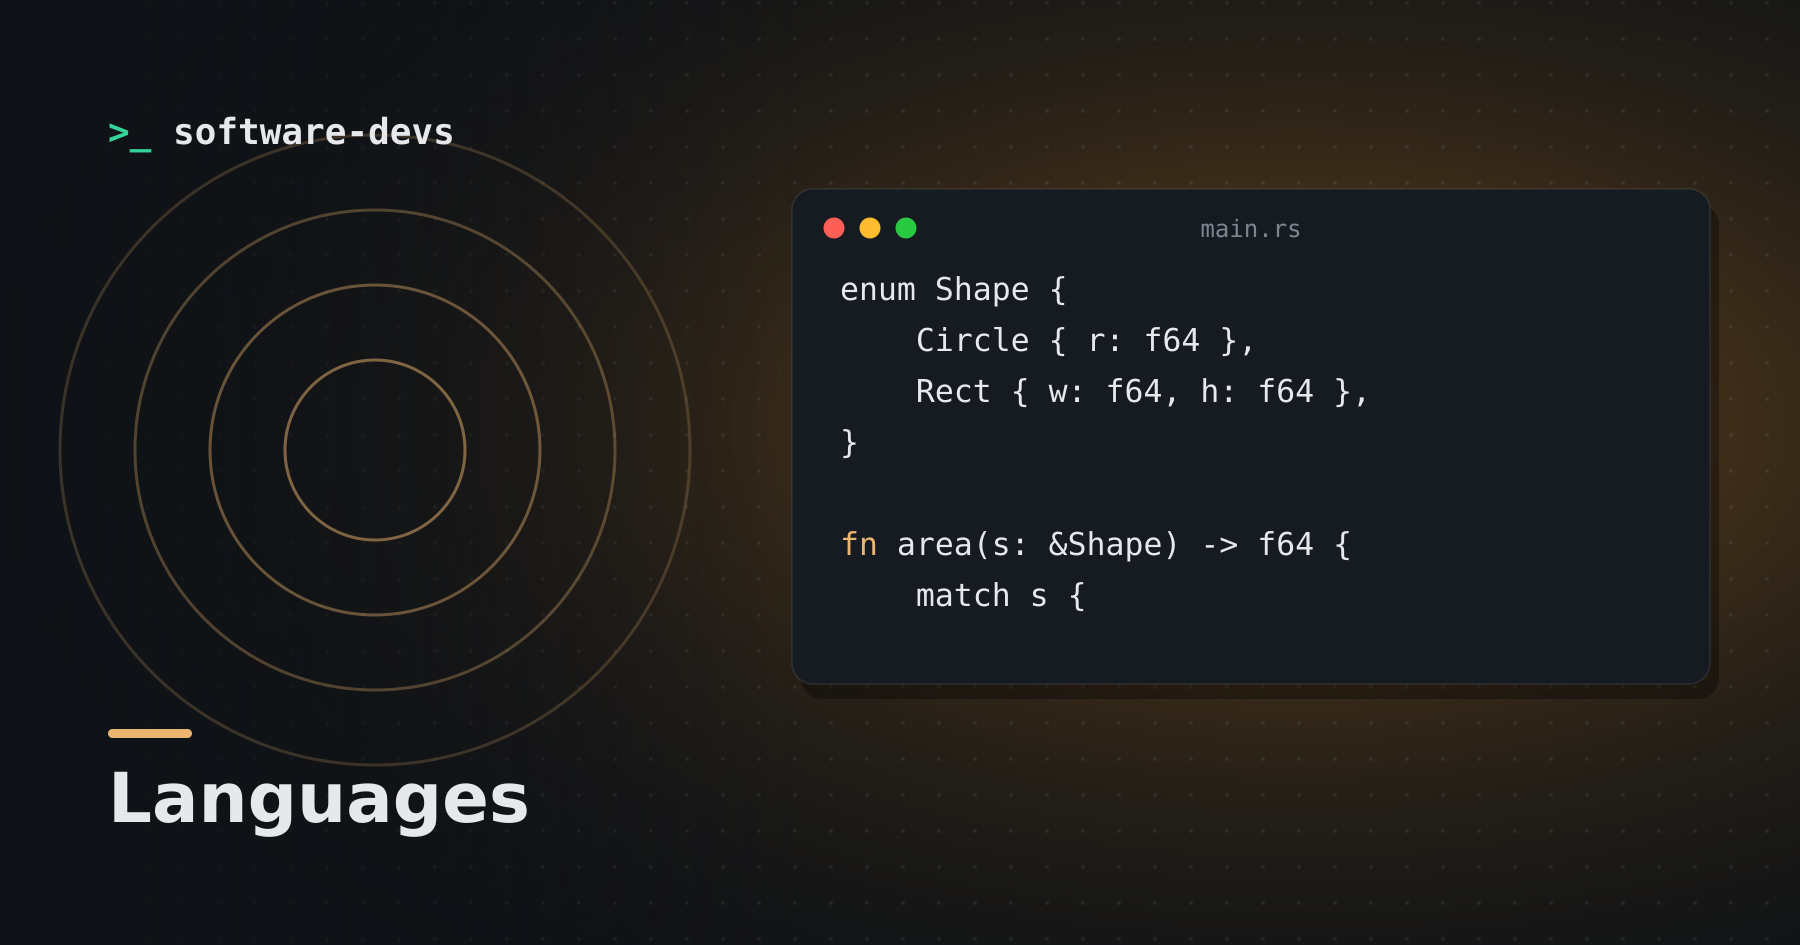 >_ software-devs
main.rs
enum Shape {
    Circle { r: f64 },
    Rect { w: f64, h: f64 },
}
fn area(s: &Shape) -> f64 {
    match s {
Languages